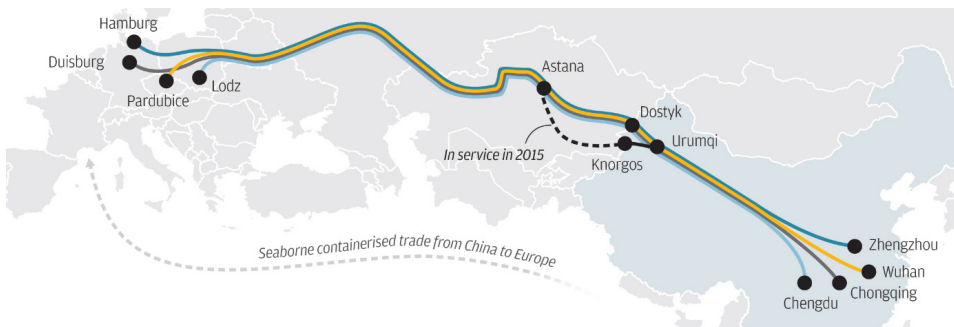 Hamburg
Duisburg
Pardubice
Lodz
Astana
Dostyk
Urumqi
In service in 2015
Knorgos
Seaborne containerised trade from China to Europe
Zhengzhou
Wuhan
Chongqing
Chengdu